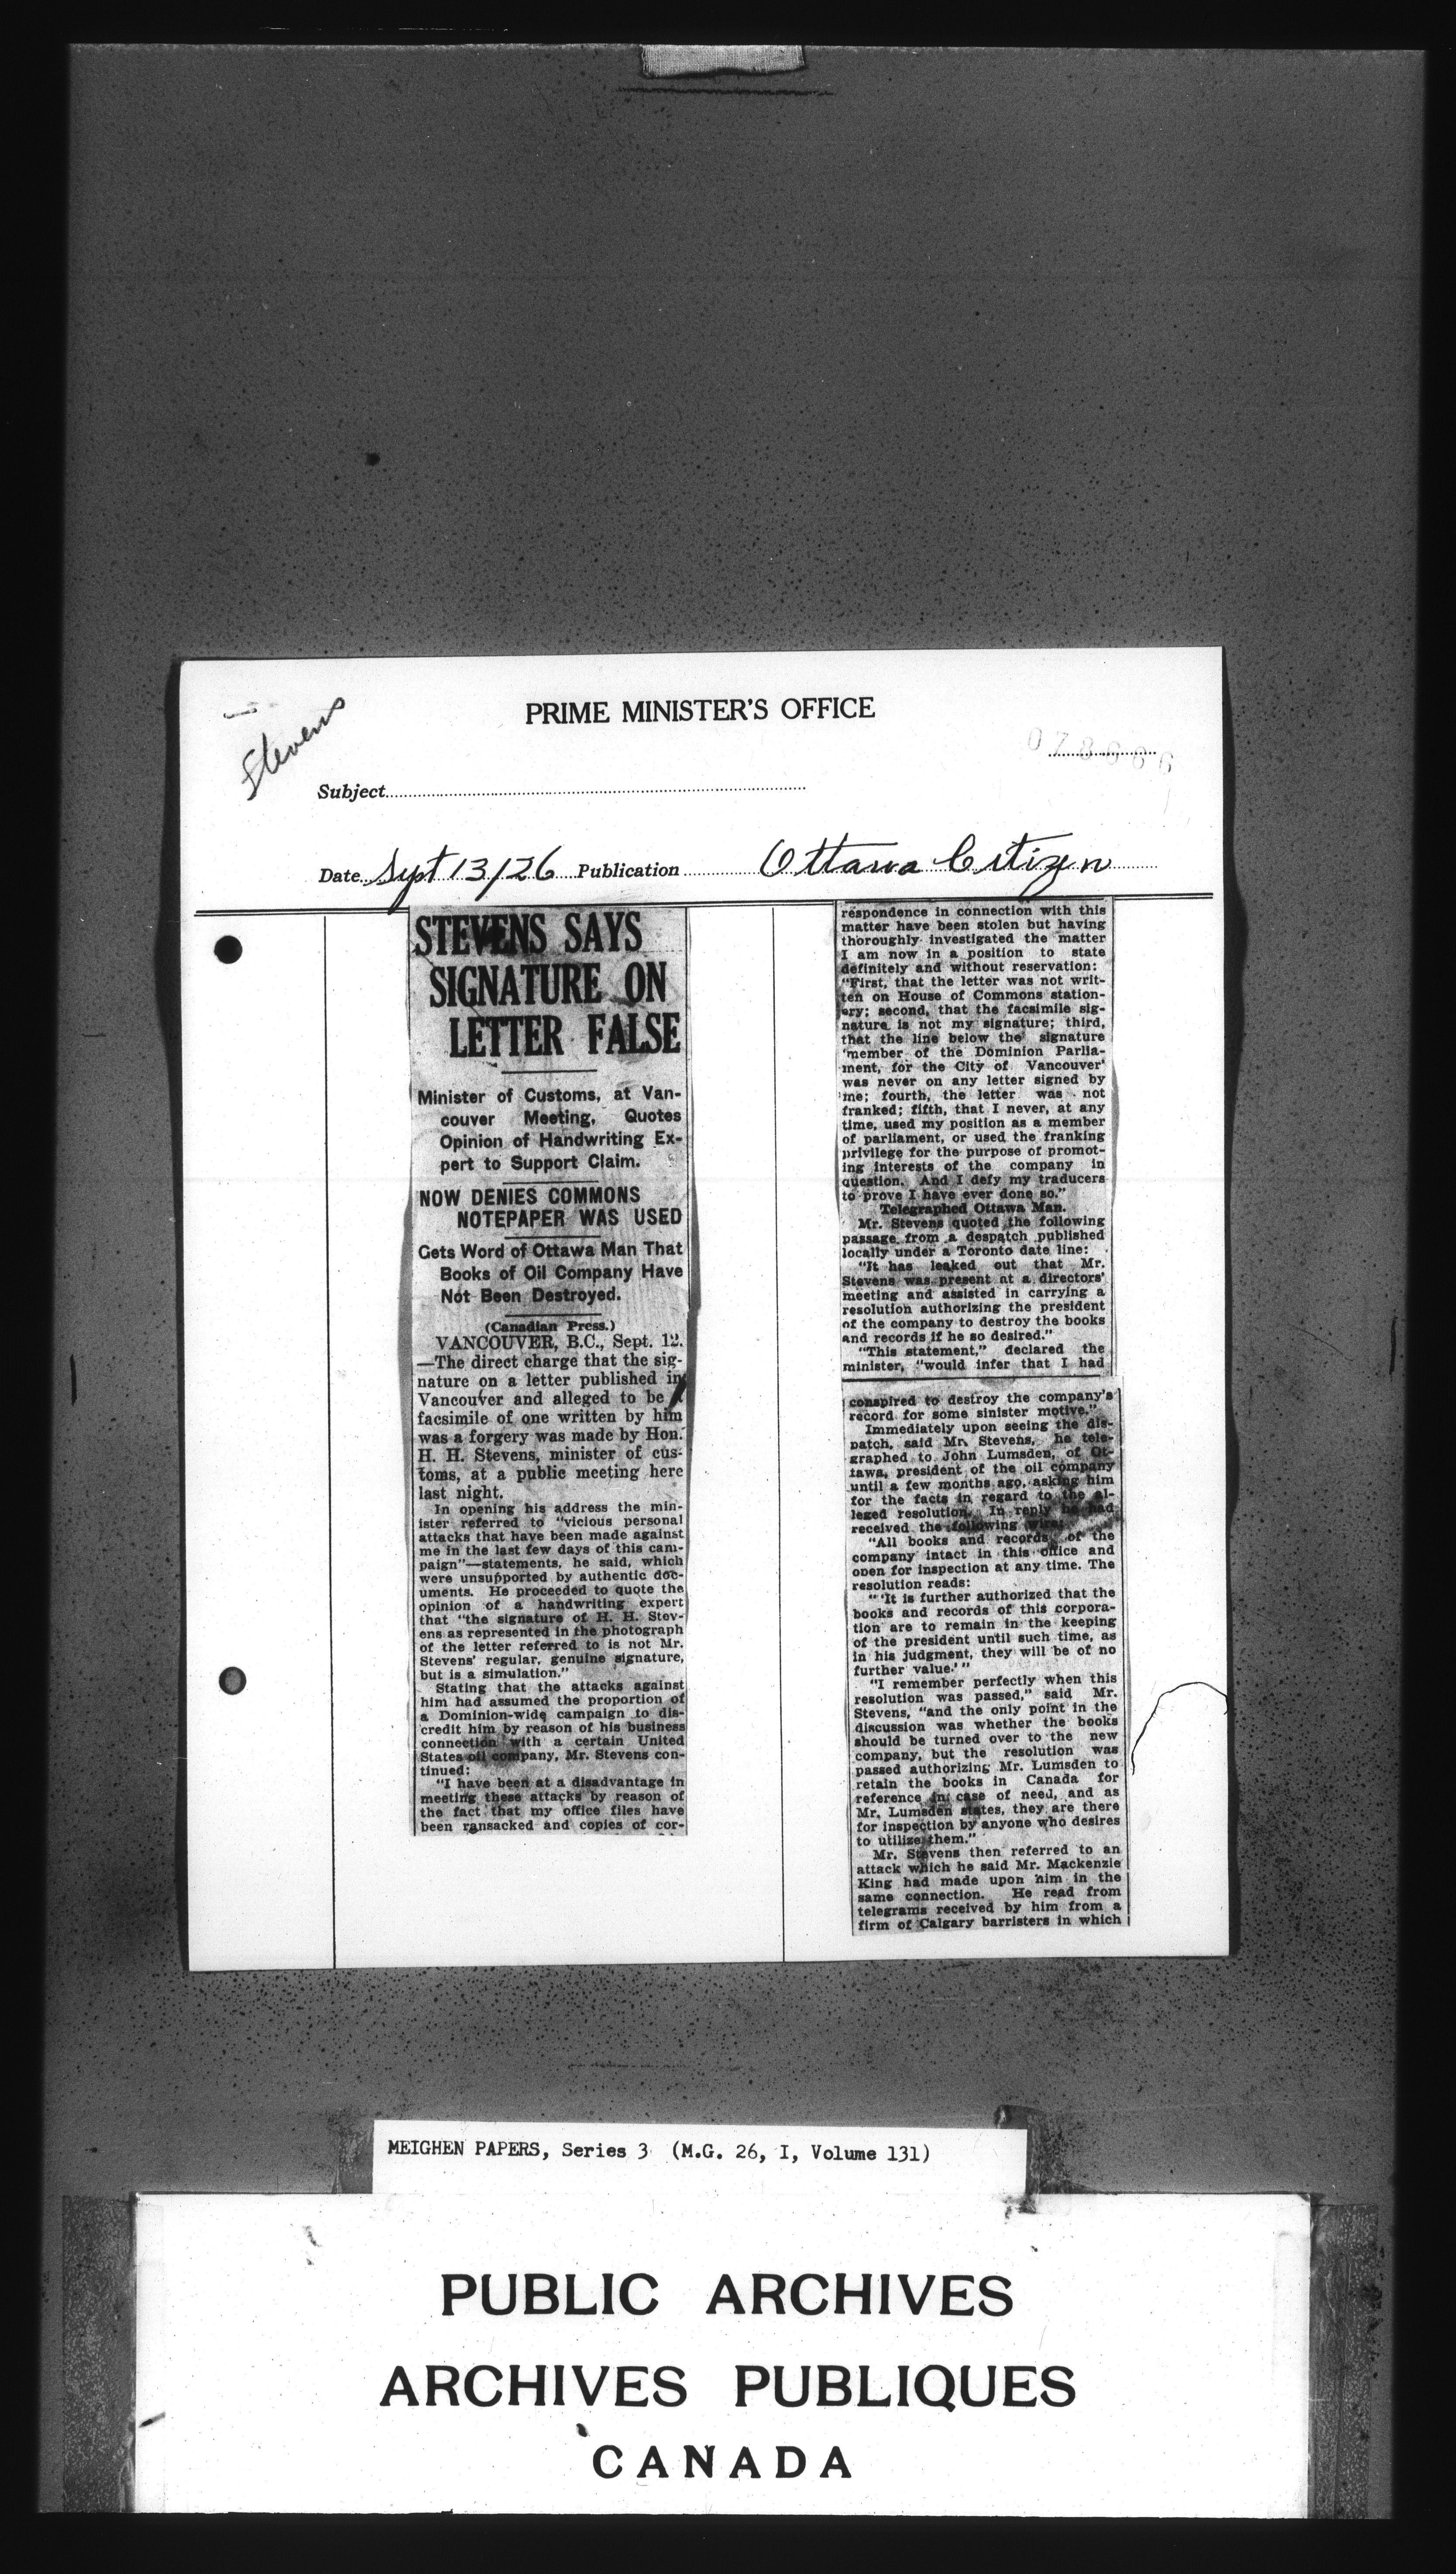 Stevens
PRIME MINISTER'S OFFICE
Subject
Date Sept 13/26 Publication Ottawa Citizen
STEVENS SAYS
SIGNATURE ON
LETTER FALSE
Minister of Customs, at Van-
couver Meeting, Quotes
Opinion of Handwriting Ex-
pert to Support Claim.
NOW DENIES COMMONS
NOTEPAPER WAS USED
Gets Word of Ottawa Man That
Books of Oil Company Have
Not Been Destroyed.
(Canadian Press.)
VANCOUVER, B.C., Sept. 12.
—The direct charge that the sig-
nature on a letter published in
Vancouver and alleged to be a
facsimile of one written by him
was a forgery was made by Hon.
H. H. Stevens, minister of cus-
toms, at a public meeting here
last night.
In opening his address the min-
ister referred to "vicious personal
attacks that have been made against
me in the last few days of this cam-
paign"—statements, he said, which
were unsupported by authentic doc-
uments. He proceeded to quote the
opinion of a handwriting expert
that "the signature of H. H. Stev-
ens as represented in the photograph
of the letter referred to is not Mr.
Stevens' regular, genuine signature,
but is a simulation."
Stating that the attacks against
him had assumed the proportion of
a Dominion-wide campaign to dis-
credit him by reason of his business
connection with a certain United
States oil company, Mr. Stevens con-
tinued:
"I have been at a disadvantage in
meeting these attacks by reason of
the fact that my office files have
been ransacked and copies of cor-
respondence in connection with this
matter have been stolen but having
thoroughly investigated the matter
I am now in a position to state
definitely and without reservation:
"First, that the letter was not writ-
ten on House of Commons station-
ery; second, that the facsimile sig-
nature is not my signature; third,
that the line below the signature
'member of the Dominion Parlia-
ment, for the City of Vancouver'
was never on any letter signed by
me; fourth, the letter was not
franked; fifth, that I never, at any
time, used my position as a member
of parliament, or used the franking
privilege for the purpose of promot-
ing interests of the company in
question. And I defy my traducers
to prove I have ever done so."
Telegraphed Ottawa Man.
Mr. Stevens quoted the following
passage from a despatch published
locally under a Toronto date line:
"It has leaked out that Mr.
Stevens was present at a directors'
meeting and assisted in carrying a
resolution authorizing the president
of the company to destroy the books
and records if he so desired."
"This statement," declared the
minister, "would infer that I had
conspired to destroy the company's
record for some sinister motive."
Immediately upon seeing the dis-
patch, said Mr. Stevens, he tele-
graphed to John Lumsden, of Ot-
tawa, president of the oil company
until a few months ago, asking him
for the facts in regard to the al-
leged resolution. In reply he had
received the following wire:
"All books and records of the
company intact in this office and
open for inspection at any time. The
resolution reads:
"'It is further authorized that the
books and records of this corpora-
tion are to remain in the keeping
of the president until such time, as
in his judgment, they will be of no
further value.'"
"I remember perfectly when this
resolution was passed," said Mr.
Stevens, "and the only point in the
discussion was whether the books
should be turned over to the new
company, but the resolution was
passed authorizing Mr. Lumsden to
retain the books in Canada for
reference in case of need, and as
Mr. Lumsden states, they are there
for inspection by anyone who desires
to utilize them."
Mr. Stevens then referred to an
attack which he said Mr. Mackenzie
King had made upon him in the
same connection. He read from
telegrams received by him from a
firm of Calgary barristers in which
MEIGHEN PAPERS, Series 3 (M.G. 26, I, Volume 131)
PUBLIC ARCHIVES
ARCHIVES PUBLIQUES
CANADA